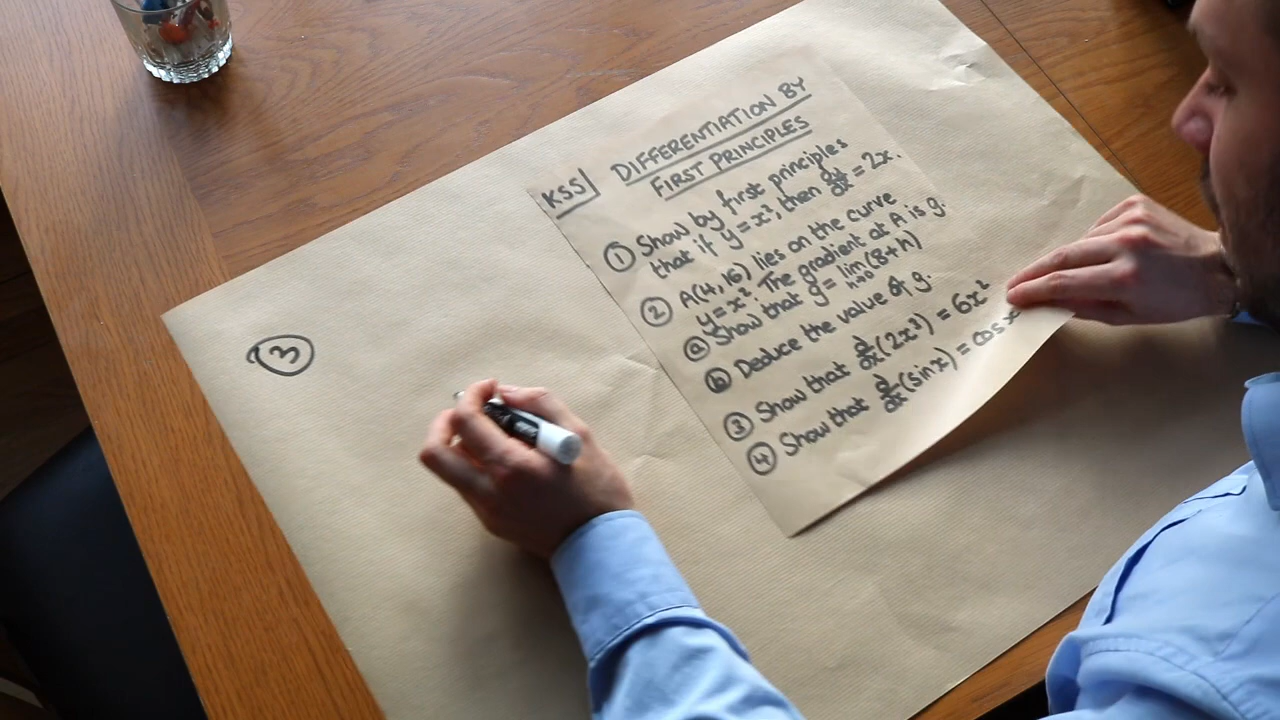 ③
KSS
DIFFERENTIATION BY
FIRST PRINCIPLES
① Show by first principles
that if y = x², then dy/dx = 2x.
② A(4, 16) lies on the curve
y = x². The gradient at A is g.
ⓐ Show that g = lim h→0 (8+h)
ⓑ Deduce the value of g.
③ Show that d/dx (2x³) = 6x²
④ Show that d/dx (sin x) = cos x